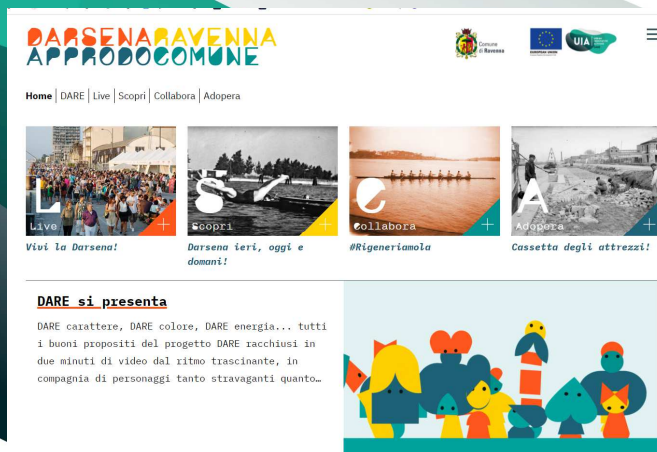 DARSENARAVENNA
APPRODOCOMUNE
Comune
di Ravenna
EUROPEAN UNION
UIA
Home | DARE | Live | Scopri | Collabora | Adopera
L
Live
S
Scopri
C
Collabora
A
Adopera
Vivi la Darsena!
Darsena ieri, oggi e
domani!
#Rigeneriamola
Cassetta degli attrezzi!
DARE si presenta
DARE carattere, DARE colore, DARE energia... tutti
i buoni propositi del progetto DARE racchiusi in
due minuti di video dal ritmo trascinante, in
compagnia di personaggi tanto stravaganti quanto…